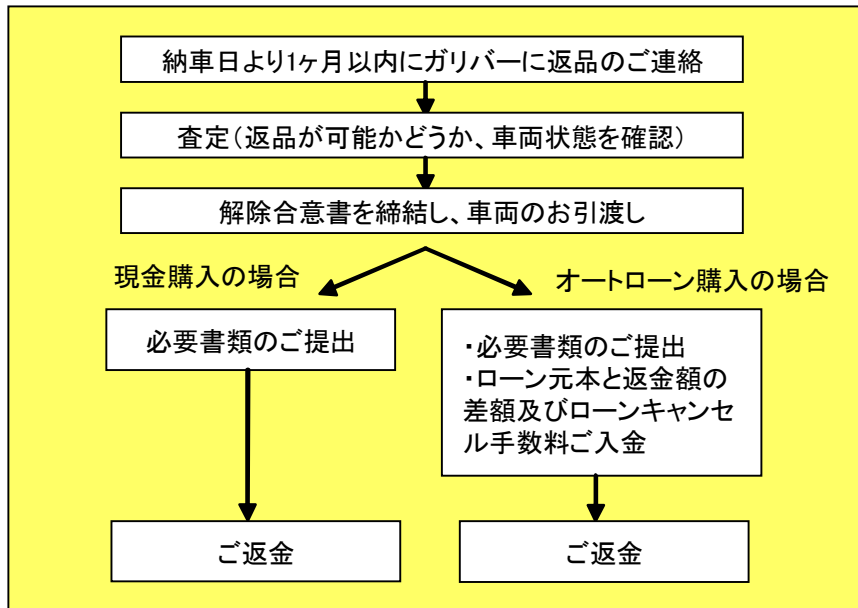 納車日より1ヶ月以内にガリバーに返品のご連絡
査定(返品が可能かどうか、車両状態を確認)
解除合意書を締結し、車両のお引渡し
現金購入の場合
オートローン購入の場合
必要書類のご提出
・必要書類のご提出
・ローン元本と返金額の
差額及びローンキャンセ
ル手数料ご入金
ご返金
ご返金